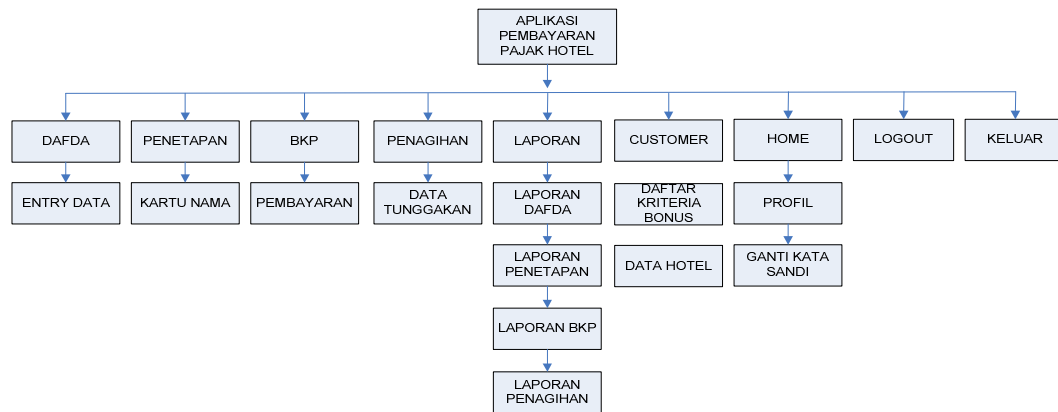 APLIKASI
PEMBAYARAN
PAJAK HOTEL
DAFDA
PENETAPAN
BKP
PENAGIHAN
LAPORAN
CUSTOMER
HOME
LOGOUT
KELUAR
ENTRY DATA
KARTU NAMA
PEMBAYARAN
DATA
TUNGGAKAN
LAPORAN
DAFDA
DAFTAR
KRITERIA
BONUS
PROFIL
LAPORAN
PENETAPAN
DATA HOTEL
GANTI KATA
SANDI
LAPORAN BKP
LAPORAN
PENAGIHAN